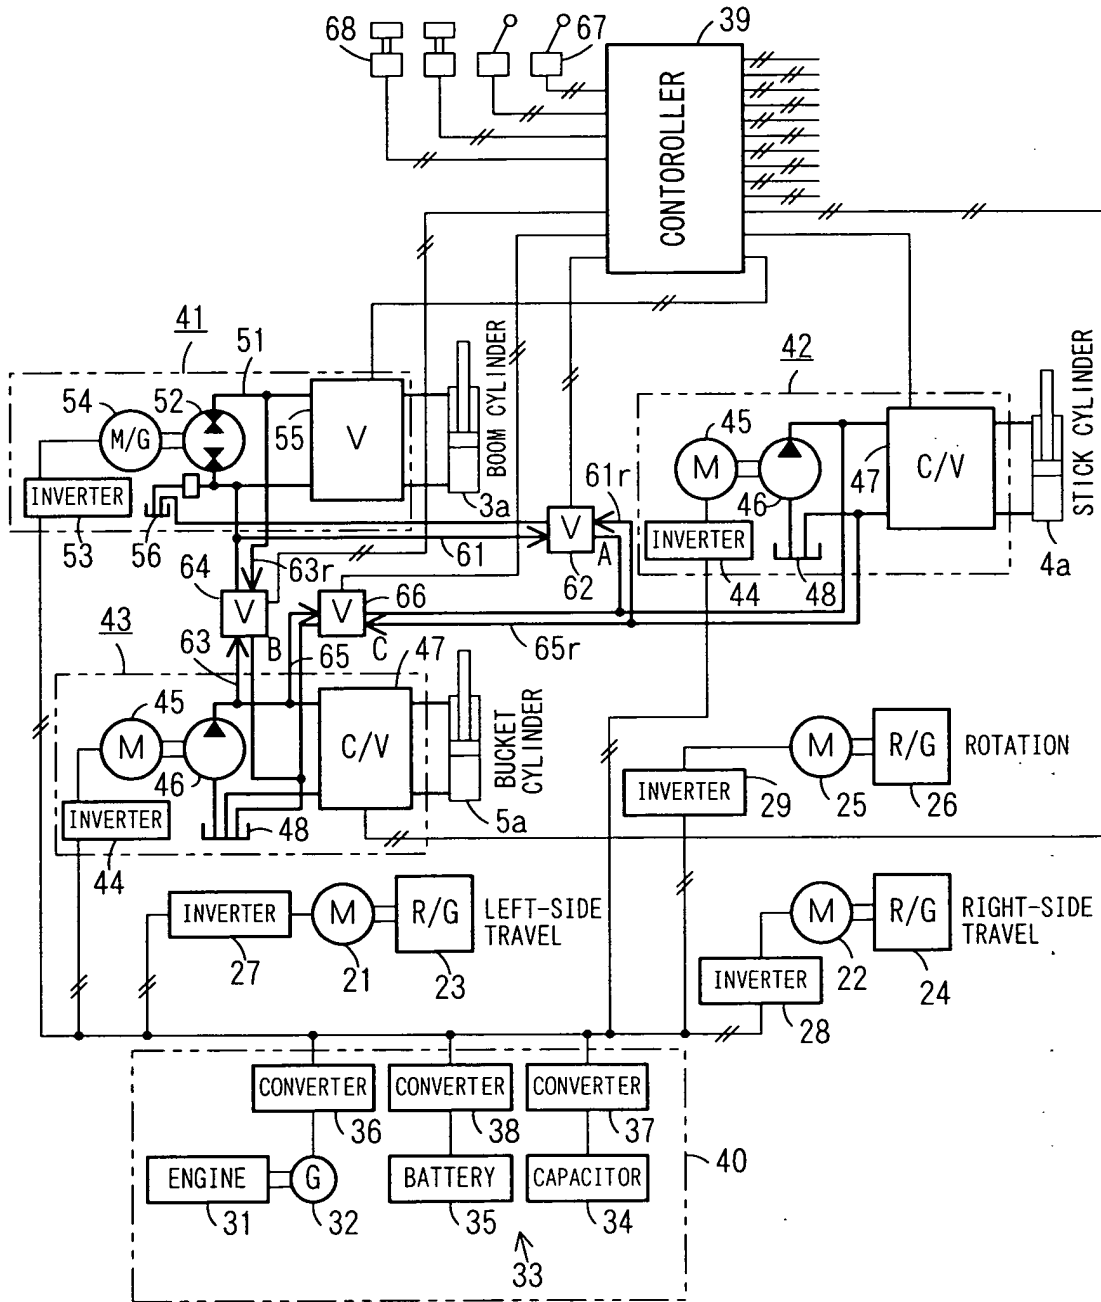 68
67
39
CONTOROLLER
41
51
54
52
M/G
55
V
BOOM CYLINDER
3a
INVERTER
53
56
61
61r
V
A
62
42
45
M
46
47
C/V
STICK CYLINDER
4a
INVERTER
44
48
64
V
63r
B
V
66
C
65r
43
63
65
47
45
M
46
C/V
BUCKET CYLINDER
5a
INVERTER
44
48
M
R/G
ROTATION
INVERTER
29
25
26
INVERTER
27
M
21
R/G
23
LEFT-SIDE
TRAVEL
M
22
R/G
24
RIGHT-SIDE
TRAVEL
INVERTER
28
CONVERTER
36
CONVERTER
38
CONVERTER
37
40
ENGINE
31
G
32
BATTERY
35
CAPACITOR
34
33